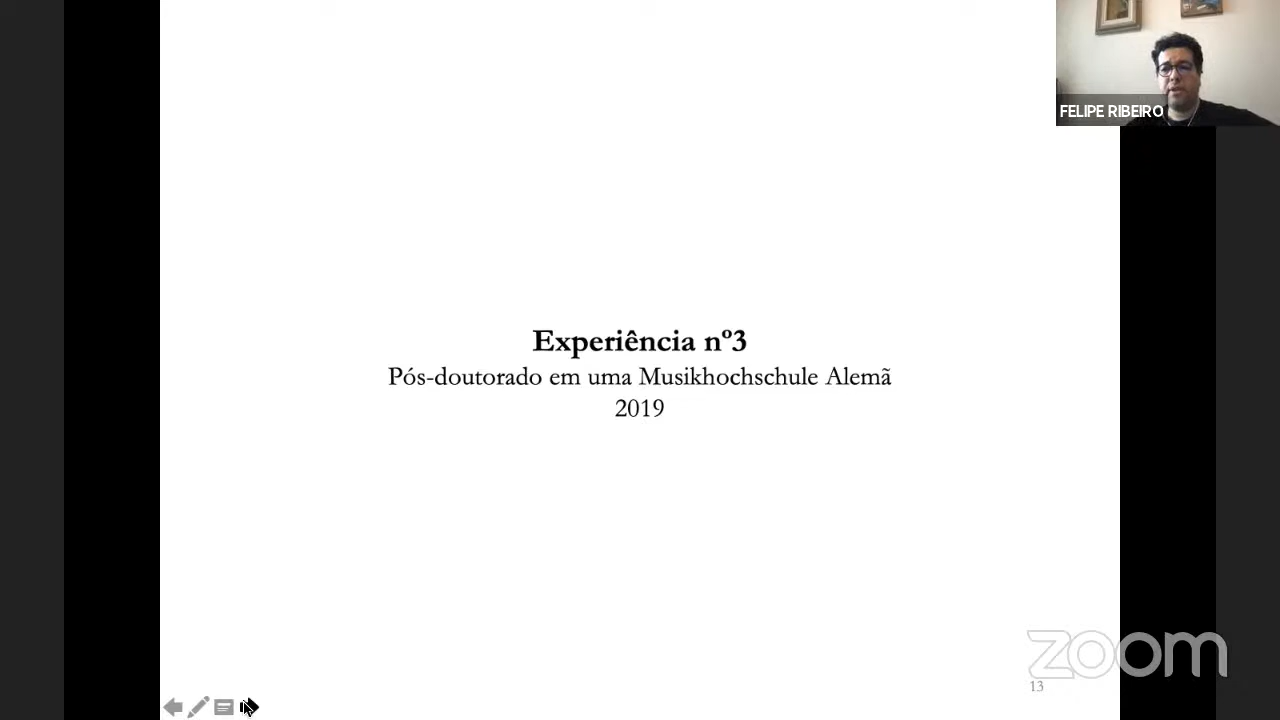 FELIPE RIBEIRO
Experiência nº3
Pós-doutorado em uma Musikhochschule Alemã
2019
zoom
13